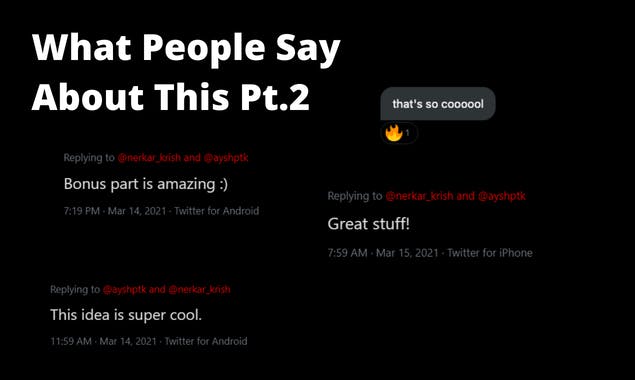 What People Say
About This Pt.2
that's so coooool
🔥 1
Replying to @nerkar_krish and @ayshptk
Bonus part is amazing :)
7:19 PM · Mar 14, 2021 · Twitter for Android
Replying to @nerkar_krish and @ayshptk
Great stuff!
7:59 AM · Mar 15, 2021 · Twitter for iPhone
Replying to @ayshptk and @nerkar_krish
This idea is super cool.
11:59 AM · Mar 14, 2021 · Twitter for Android